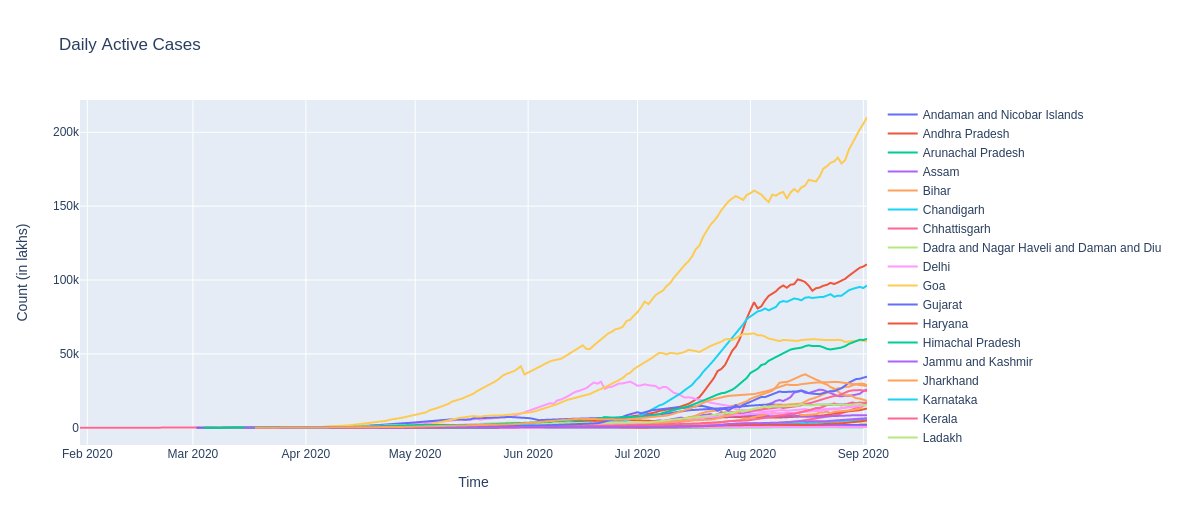 Daily Active Cases
200k
150k
100k
50k
0
Count (in lakhs)
Feb 2020 Mar 2020 Apr 2020 May 2020 Jun 2020 Jul 2020 Aug 2020 Sep 2020
Time
Andaman and Nicobar Islands
Andhra Pradesh
Arunachal Pradesh
Assam
Bihar
Chandigarh
Chhattisgarh
Dadra and Nagar Haveli and Daman and Diu
Delhi
Goa
Gujarat
Haryana
Himachal Pradesh
Jammu and Kashmir
Jharkhand
Karnataka
Kerala
Ladakh